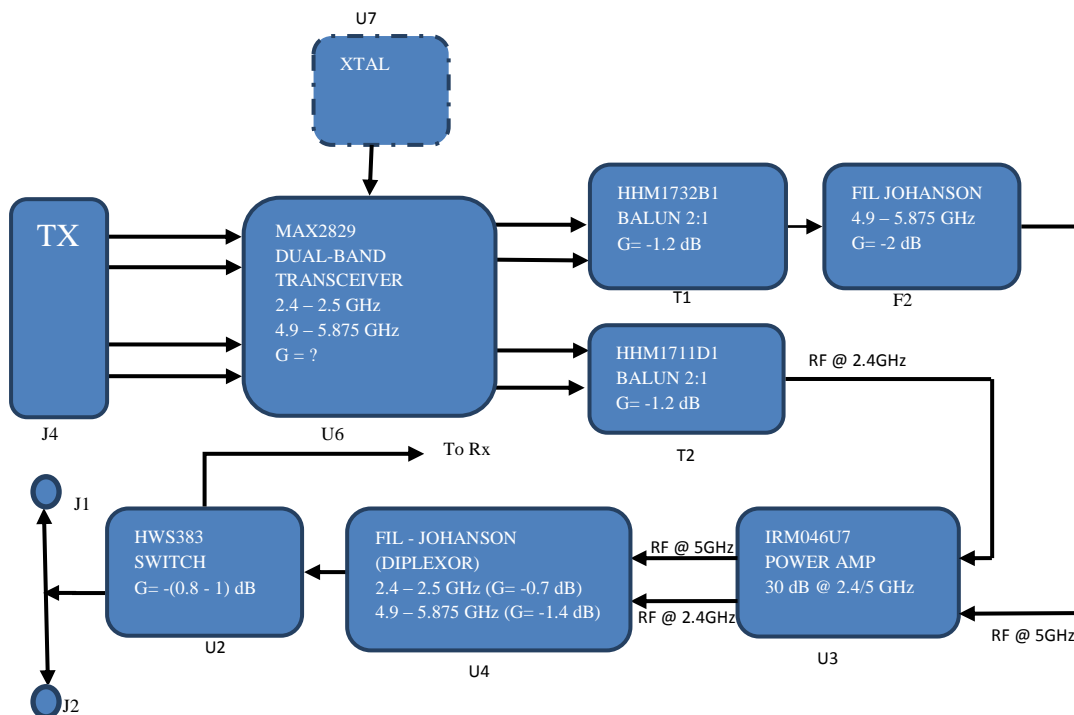 U7
XTAL
TX
J4
MAX2829
DUAL-BAND
TRANSCEIVER
2.4 – 2.5 GHz
4.9 – 5.875 GHz
G = ?
U6
HHM1732B1
BALUN 2:1
G= -1.2 dB
T1
FIL JOHANSON
4.9 – 5.875 GHz
G= -2 dB
F2
HHM1711D1
BALUN 2:1
G= -1.2 dB
T2
RF @ 2.4GHz
To Rx
J1
HWS383
SWITCH
G= -(0.8 - 1) dB
U2
J2
FIL - JOHANSON
(DIPLEXOR)
2.4 – 2.5 GHz (G= -0.7 dB)
4.9 – 5.875 GHz (G= -1.4 dB)
U4
RF @ 5GHz
RF @ 2.4GHz
IRM046U7
POWER AMP
30 dB @ 2.4/5 GHz
U3
RF @ 5GHz